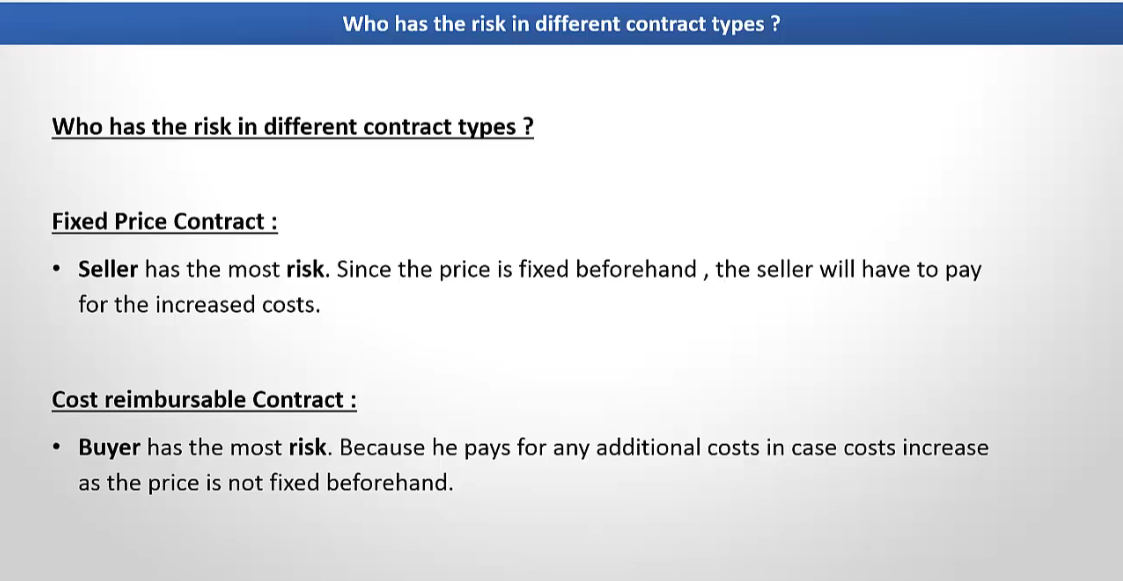 Who has the risk in different contract types ?
Who has the risk in different contract types ?
Fixed Price Contract :
• Seller has the most risk. Since the price is fixed beforehand , the seller will have to pay
for the increased costs.
Cost reimbursable Contract :
• Buyer has the most risk. Because he pays for any additional costs in case costs increase
as the price is not fixed beforehand.